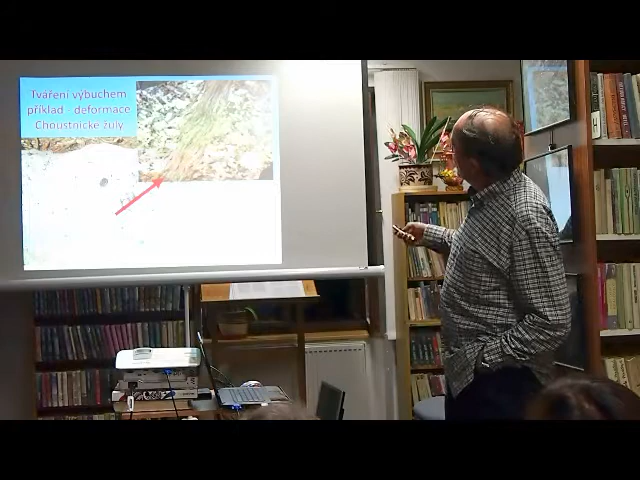 Tváření výbuchem
příklad - deformace
Choustnické žuly